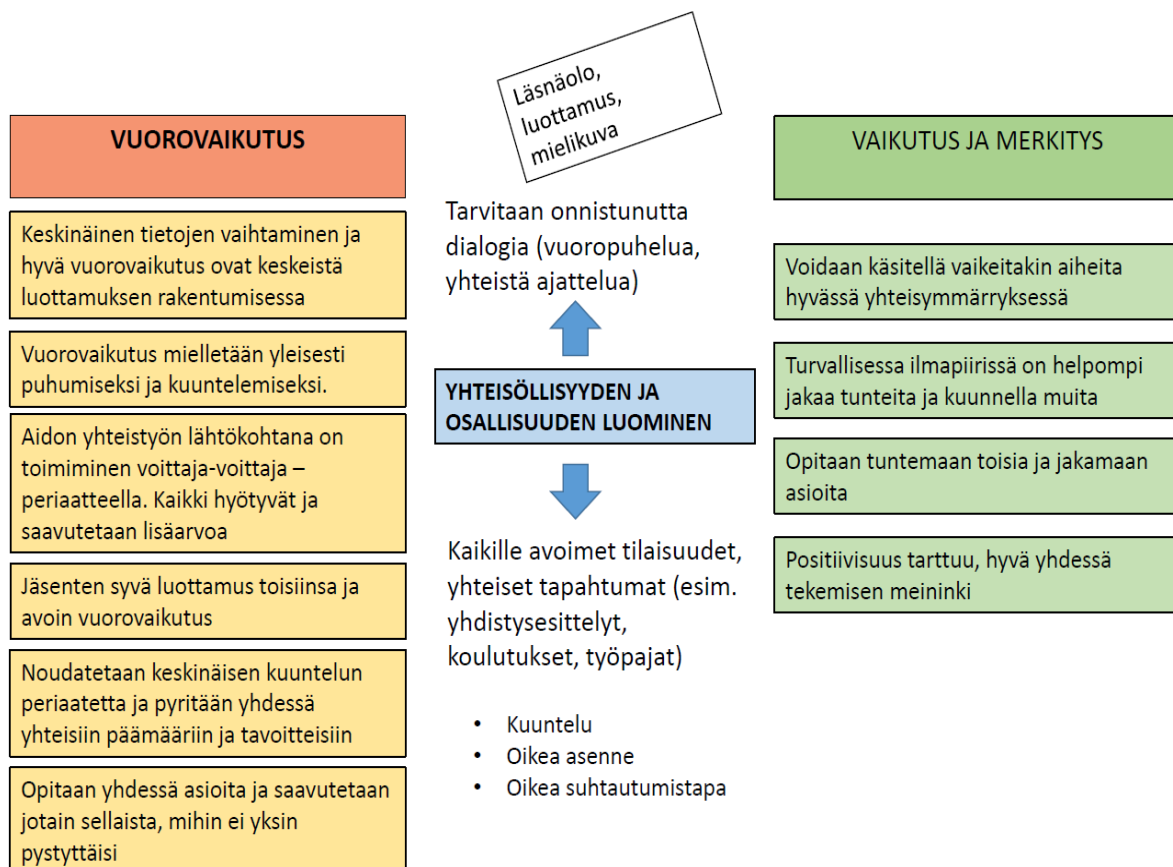 VUOROVAIKUTUS
Keskinäinen tietojen vaihtaminen ja
hyvä vuorovaikutus ovat keskeistä
luottamuksen rakentumisessa
Vuorovaikutus mielletään yleisesti
puhumiseksi ja kuuntelemiseksi.
Aidon yhteistyön lähtökohtana on
toimiminen voittaja-voittaja –
periaatteella. Kaikki hyötyvät ja
saavutetaan lisäarvoa
Jäsenten syvä luottamus toisiinsa ja
avoin vuorovaikutus
Noudatetaan keskinäisen kuuntelun
periaatetta ja pyritään yhdessä
yhteisiin päämääriin ja tavoitteisiin
Opitaan yhdessä asioita ja saavutetaan
jotain sellaista, mihin ei yksin
pystyttäisi
Läsnäolo,
luottamus,
mielikuva
Tarvitaan onnistunutta
dialogia (vuoropuhelua,
yhteistä ajattelua)
YHTEISÖLLISYYDEN JA
OSALLISUUDEN LUOMINEN
Kaikille avoimet tilaisuudet,
yhteiset tapahtumat (esim.
yhdistysesittelyt,
koulutukset, työpajat)
• Kuuntelu
• Oikea asenne
• Oikea suhtautumistapa
VAIKUTUS JA MERKITYS
Voidaan käsitellä vaikeitakin aiheita
hyvässä yhteisymmärryksessä
Turvallisessa ilmapiirissä on helpompi
jakaa tunteita ja kuunnella muita
Opitaan tuntemaan toisia ja jakamaan
asioita
Positiivisuus tarttuu, hyvä yhdessä
tekemisen meininki